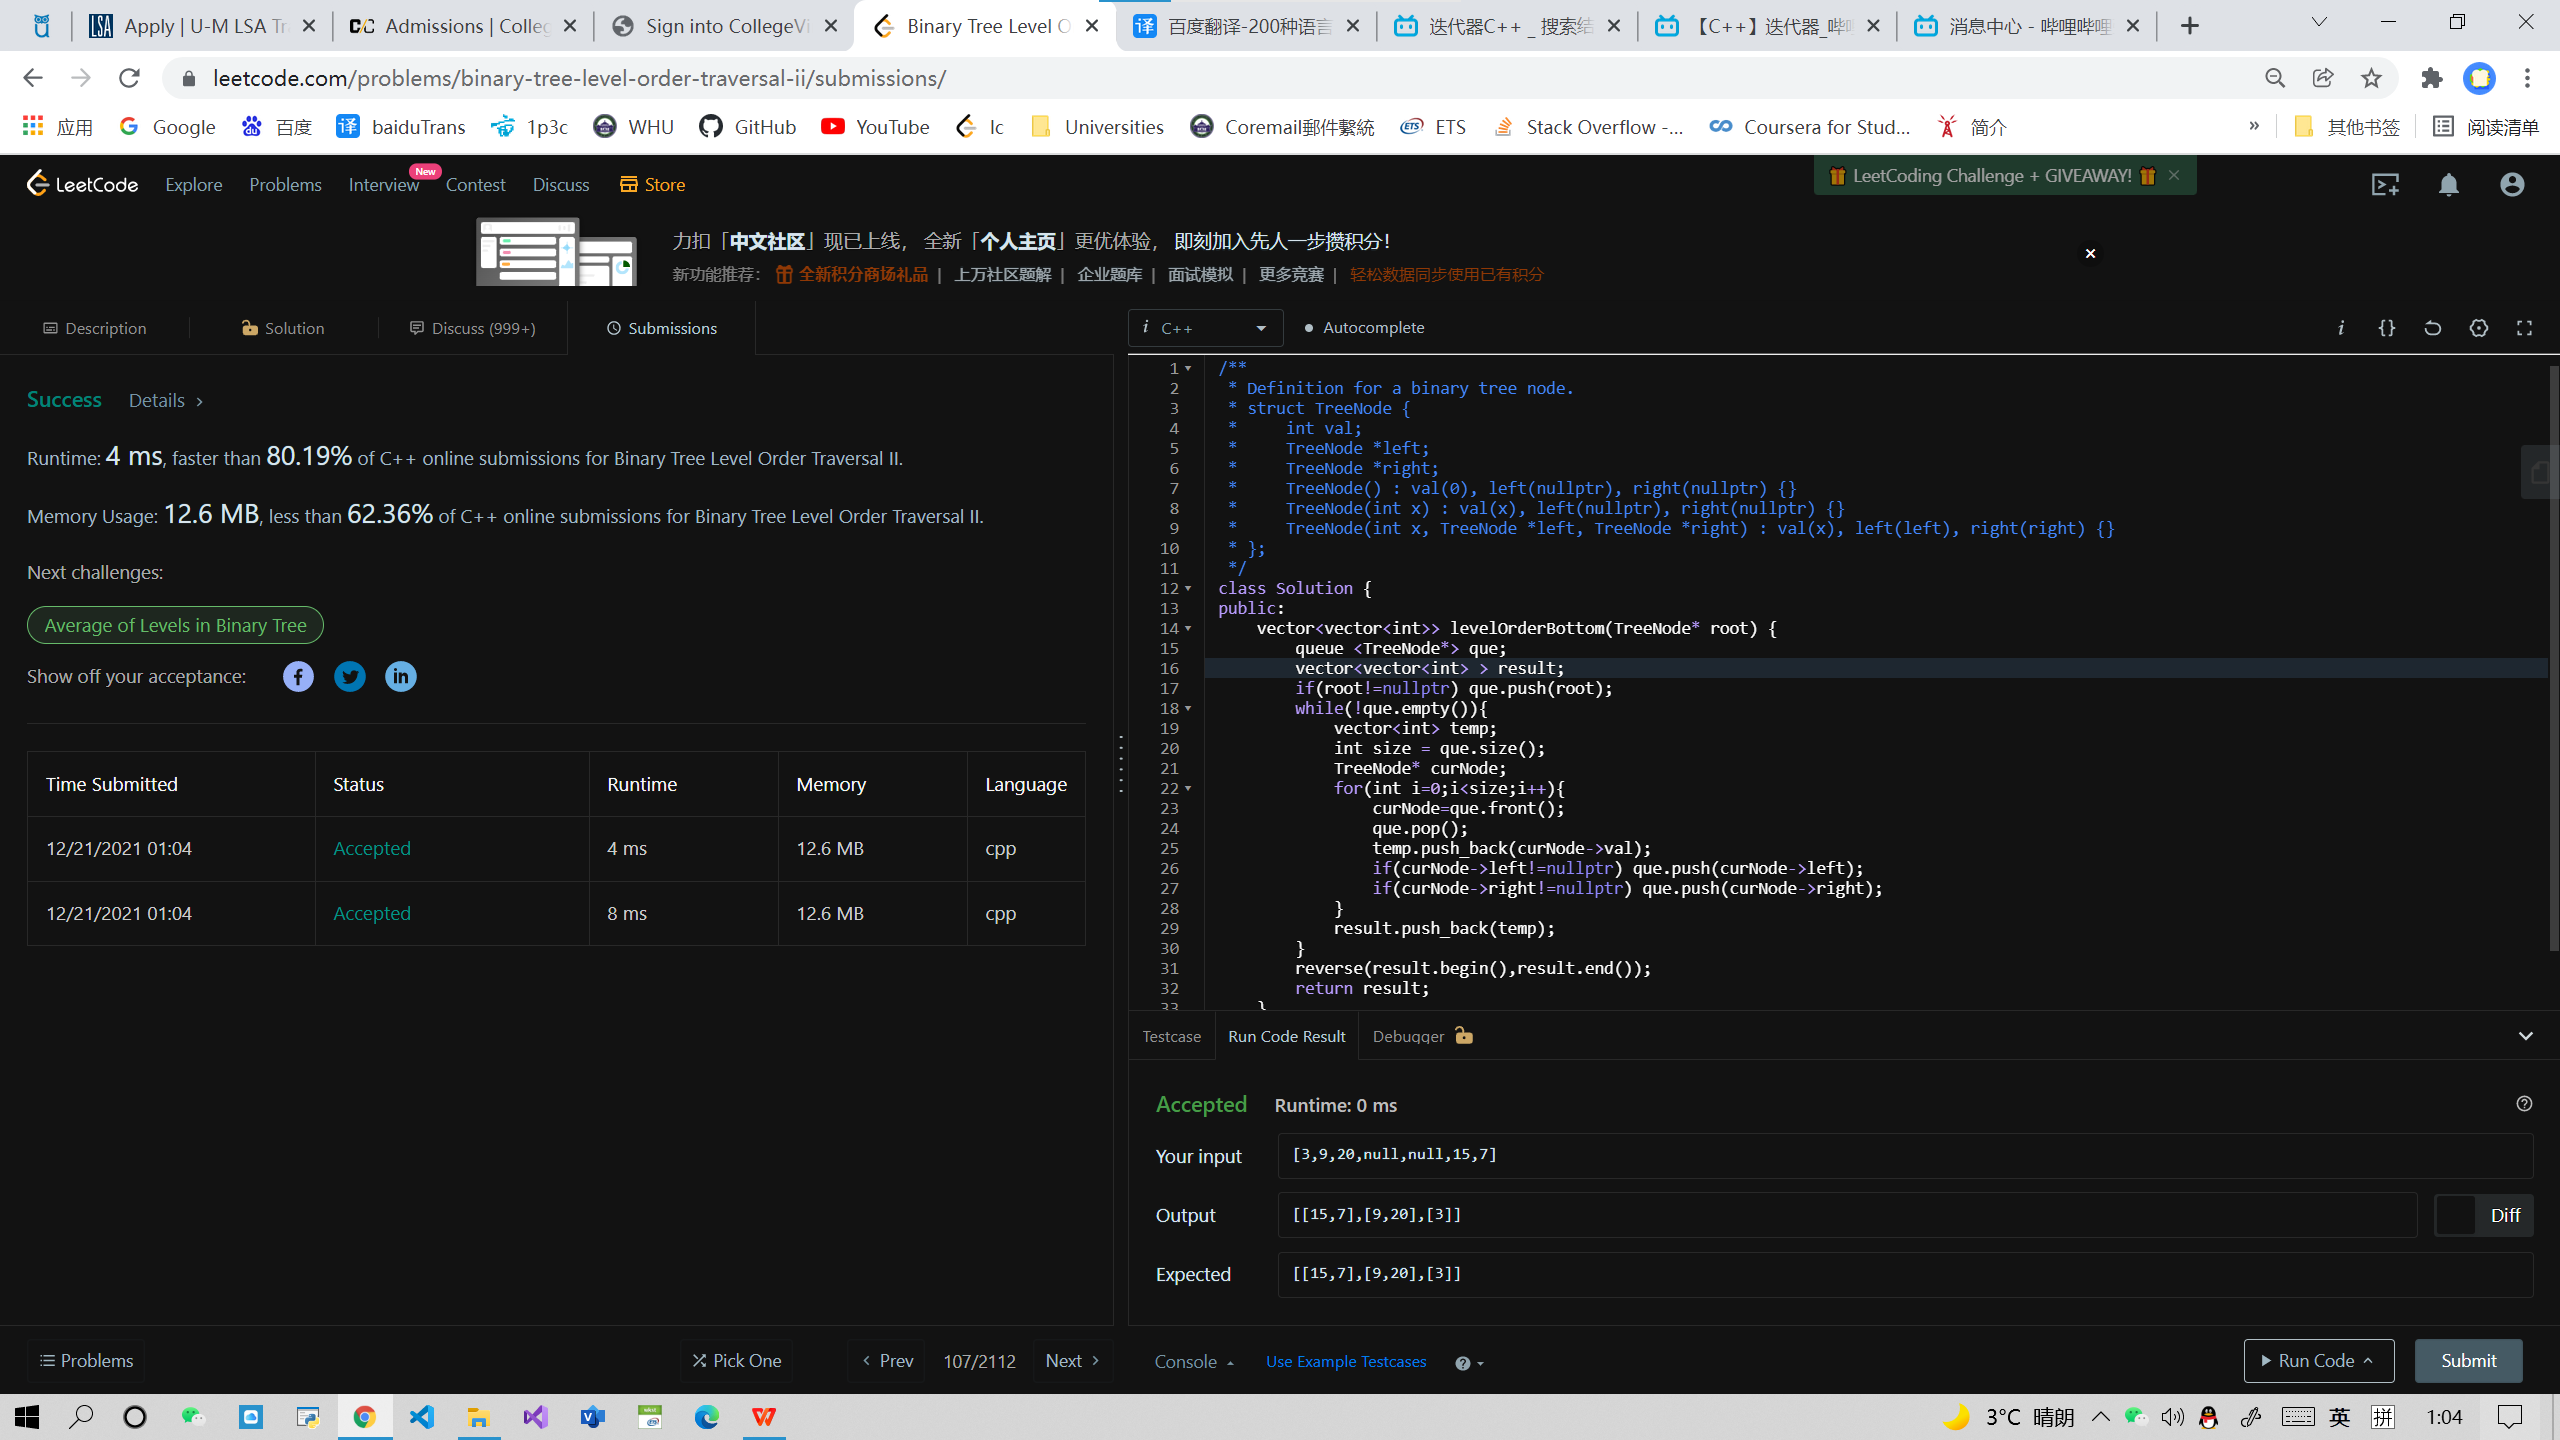 Apply | U-M LSA Tr
Admissions | Colleg
Sign into CollegeVi
Binary Tree Level O
百度翻译-200种语言
迭代器C++ _ 搜索结
【C++】迭代器_哔哩
消息中心 - 哔哩哔哩
leetcode.com/problems/binary-tree-level-order-traversal-ii/submissions/
应用 Google 百度 baiduTrans 1p3c WHU GitHub YouTube lc Universities Coremail郵件繫統 ETS Stack Overflow -... Coursera for Stud... 简介 » 其他书签 阅读清单
LeetCode Explore Problems Interview New Contest Discuss Store LeetCoding Challenge + GIVEAWAY!
力扣「中文社区」现已上线， 全新「个人主页」更优体验， 即刻加入先人一步攒积分！
新功能推荐： 全新积分商场礼品 | 上万社区题解 | 企业题库 | 面试模拟 | 更多竞赛 | 轻松数据同步使用已有积分
Description Solution Discuss (999+) Submissions
Success Details >
Runtime: 4 ms, faster than 80.19% of C++ online submissions for Binary Tree Level Order Traversal II.
Memory Usage: 12.6 MB, less than 62.36% of C++ online submissions for Binary Tree Level Order Traversal II.
Next challenges:
Average of Levels in Binary Tree
Show off your acceptance:
Time Submitted Status Runtime Memory Language
12/21/2021 01:04 Accepted 4 ms 12.6 MB cpp
12/21/2021 01:04 Accepted 8 ms 12.6 MB cpp
Problems Pick One < Prev 107/2112 Next >
i C++ Autocomplete
1 /**
2 * Definition for a binary tree node.
3 * struct TreeNode {
4 *     int val;
5 *     TreeNode *left;
6 *     TreeNode *right;
7 *     TreeNode() : val(0), left(nullptr), right(nullptr) {}
8 *     TreeNode(int x) : val(x), left(nullptr), right(nullptr) {}
9 *     TreeNode(int x, TreeNode *left, TreeNode *right) : val(x), left(left), right(right) {}
10 * };
11 */
12 class Solution {
13 public:
14     vector<vector<int>> levelOrderBottom(TreeNode* root) {
15         queue <TreeNode*> que;
16         vector<vector<int> > result;
17         if(root!=nullptr) que.push(root);
18         while(!que.empty()){
19             vector<int> temp;
20             int size = que.size();
21             TreeNode* curNode;
22             for(int i=0;i<size;i++){
23                 curNode=que.front();
24                 que.pop();
25                 temp.push_back(curNode->val);
26                 if(curNode->left!=nullptr) que.push(curNode->left);
27                 if(curNode->right!=nullptr) que.push(curNode->right);
28             }
29             result.push_back(temp);
30         }
31         reverse(result.begin(),result.end());
32         return result;
33     }
Testcase Run Code Result Debugger
Accepted Runtime: 0 ms
Your input [3,9,20,null,null,15,7]
Output [[15,7],[9,20],[3]] Diff
Expected [[15,7],[9,20],[3]]
Console Use Example Testcases Run Code Submit
3°C 晴朗 英 拼 1:04